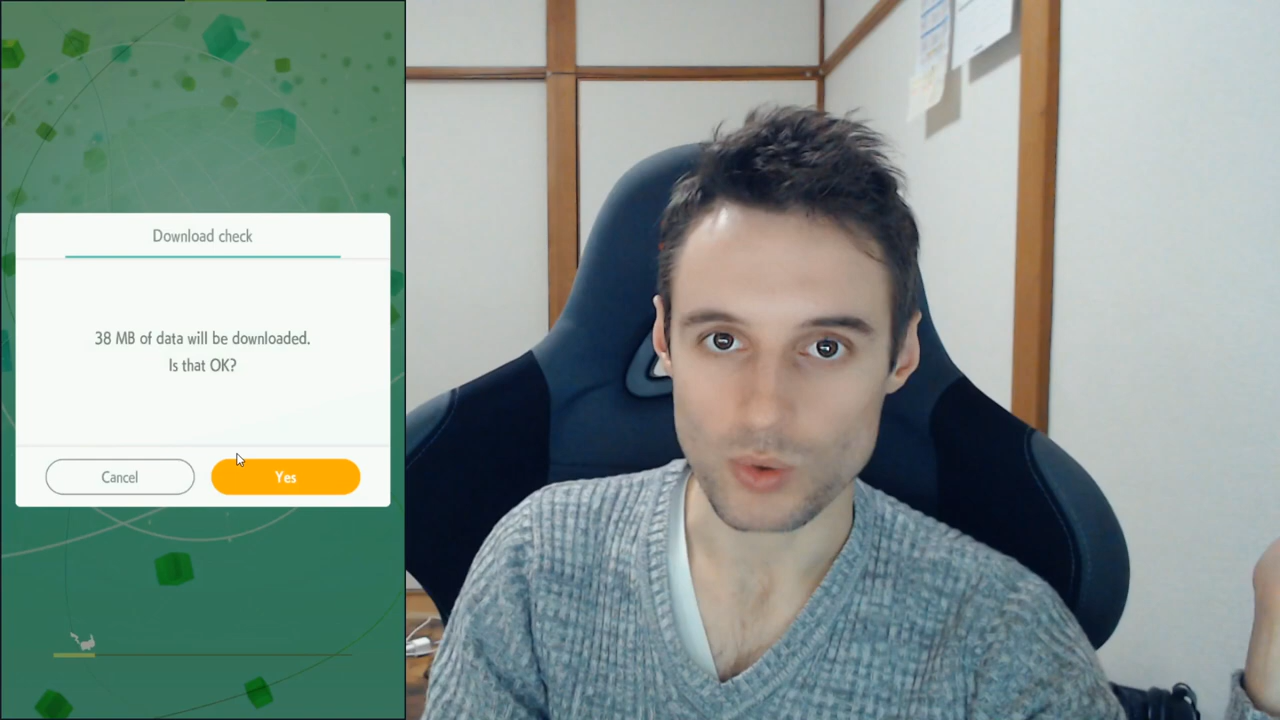 Download check
38 MB of data will be downloaded.
Is that OK?
Cancel
Yes